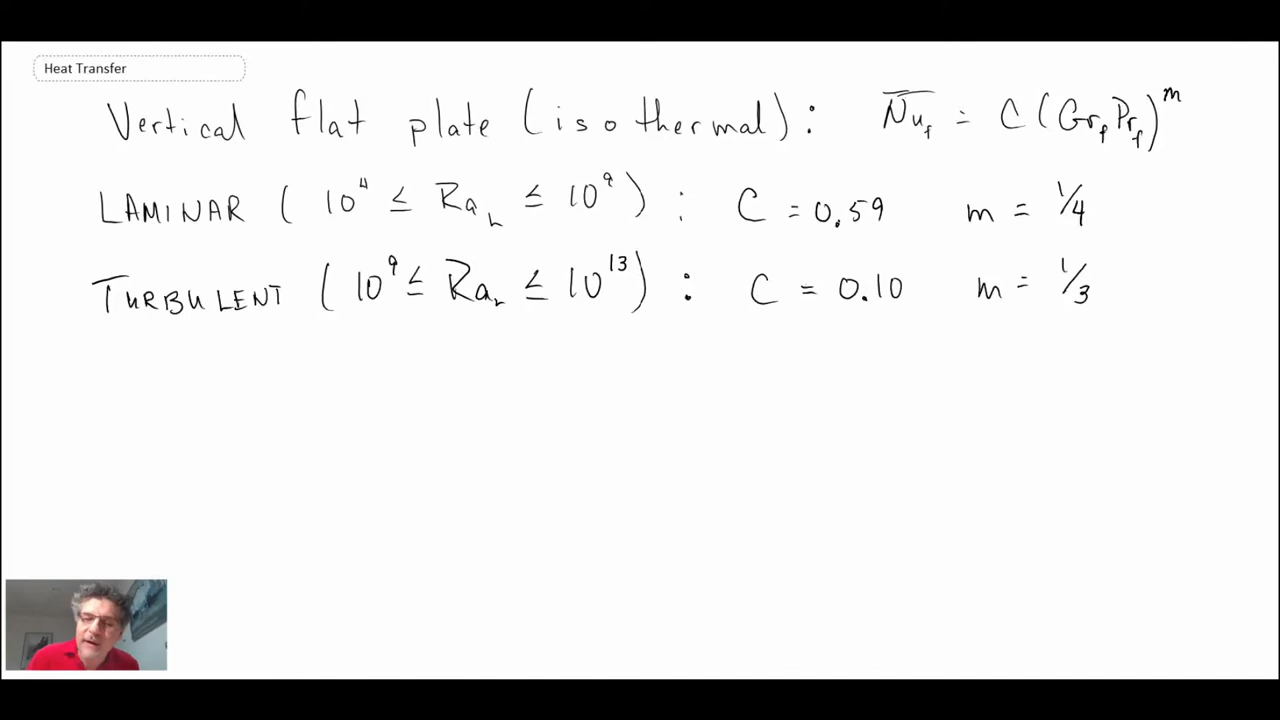 Heat Transfer
Vertical flat plate (isothermal): N̅u̅_f = C(Gr_f Pr_f)^m
LAMINAR (10^4 ≤ Ra_L ≤ 10^9): C = 0.59 m = 1/4
TURBULENT (10^9 ≤ Ra_L ≤ 10^13): C = 0.10 m = 1/3